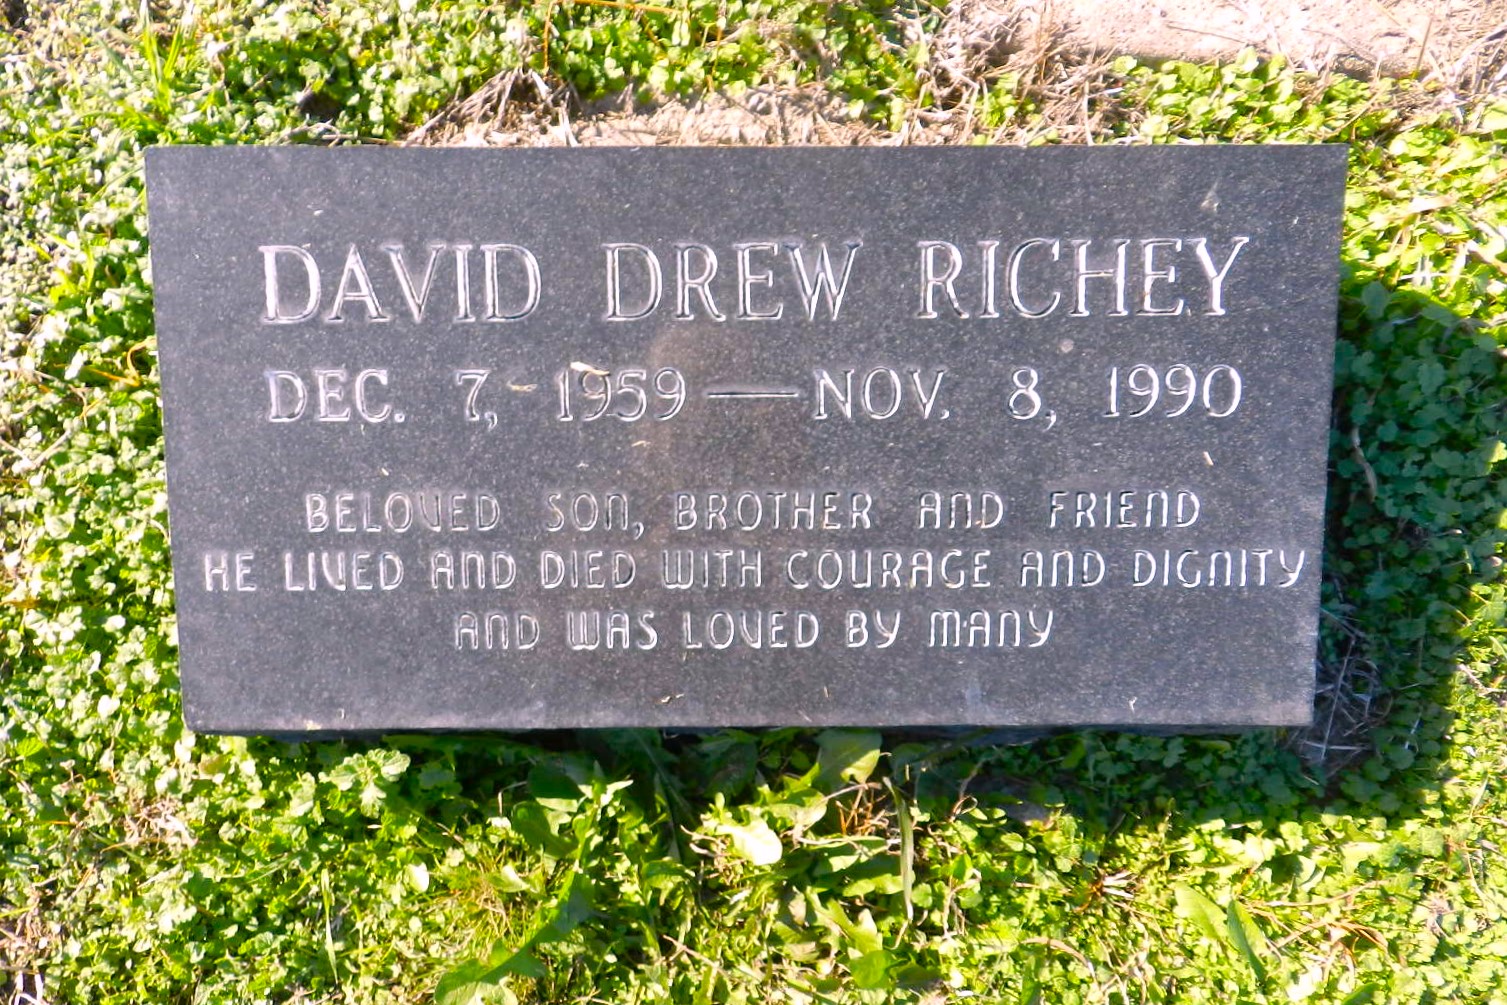 DAVID DREW RICHEY
DEC. 7, 1959 — NOV. 8, 1990
BELOVED SON, BROTHER AND FRIEND
HE LIVED AND DIED WITH COURAGE AND DIGNITY
AND WAS LOVED BY MANY